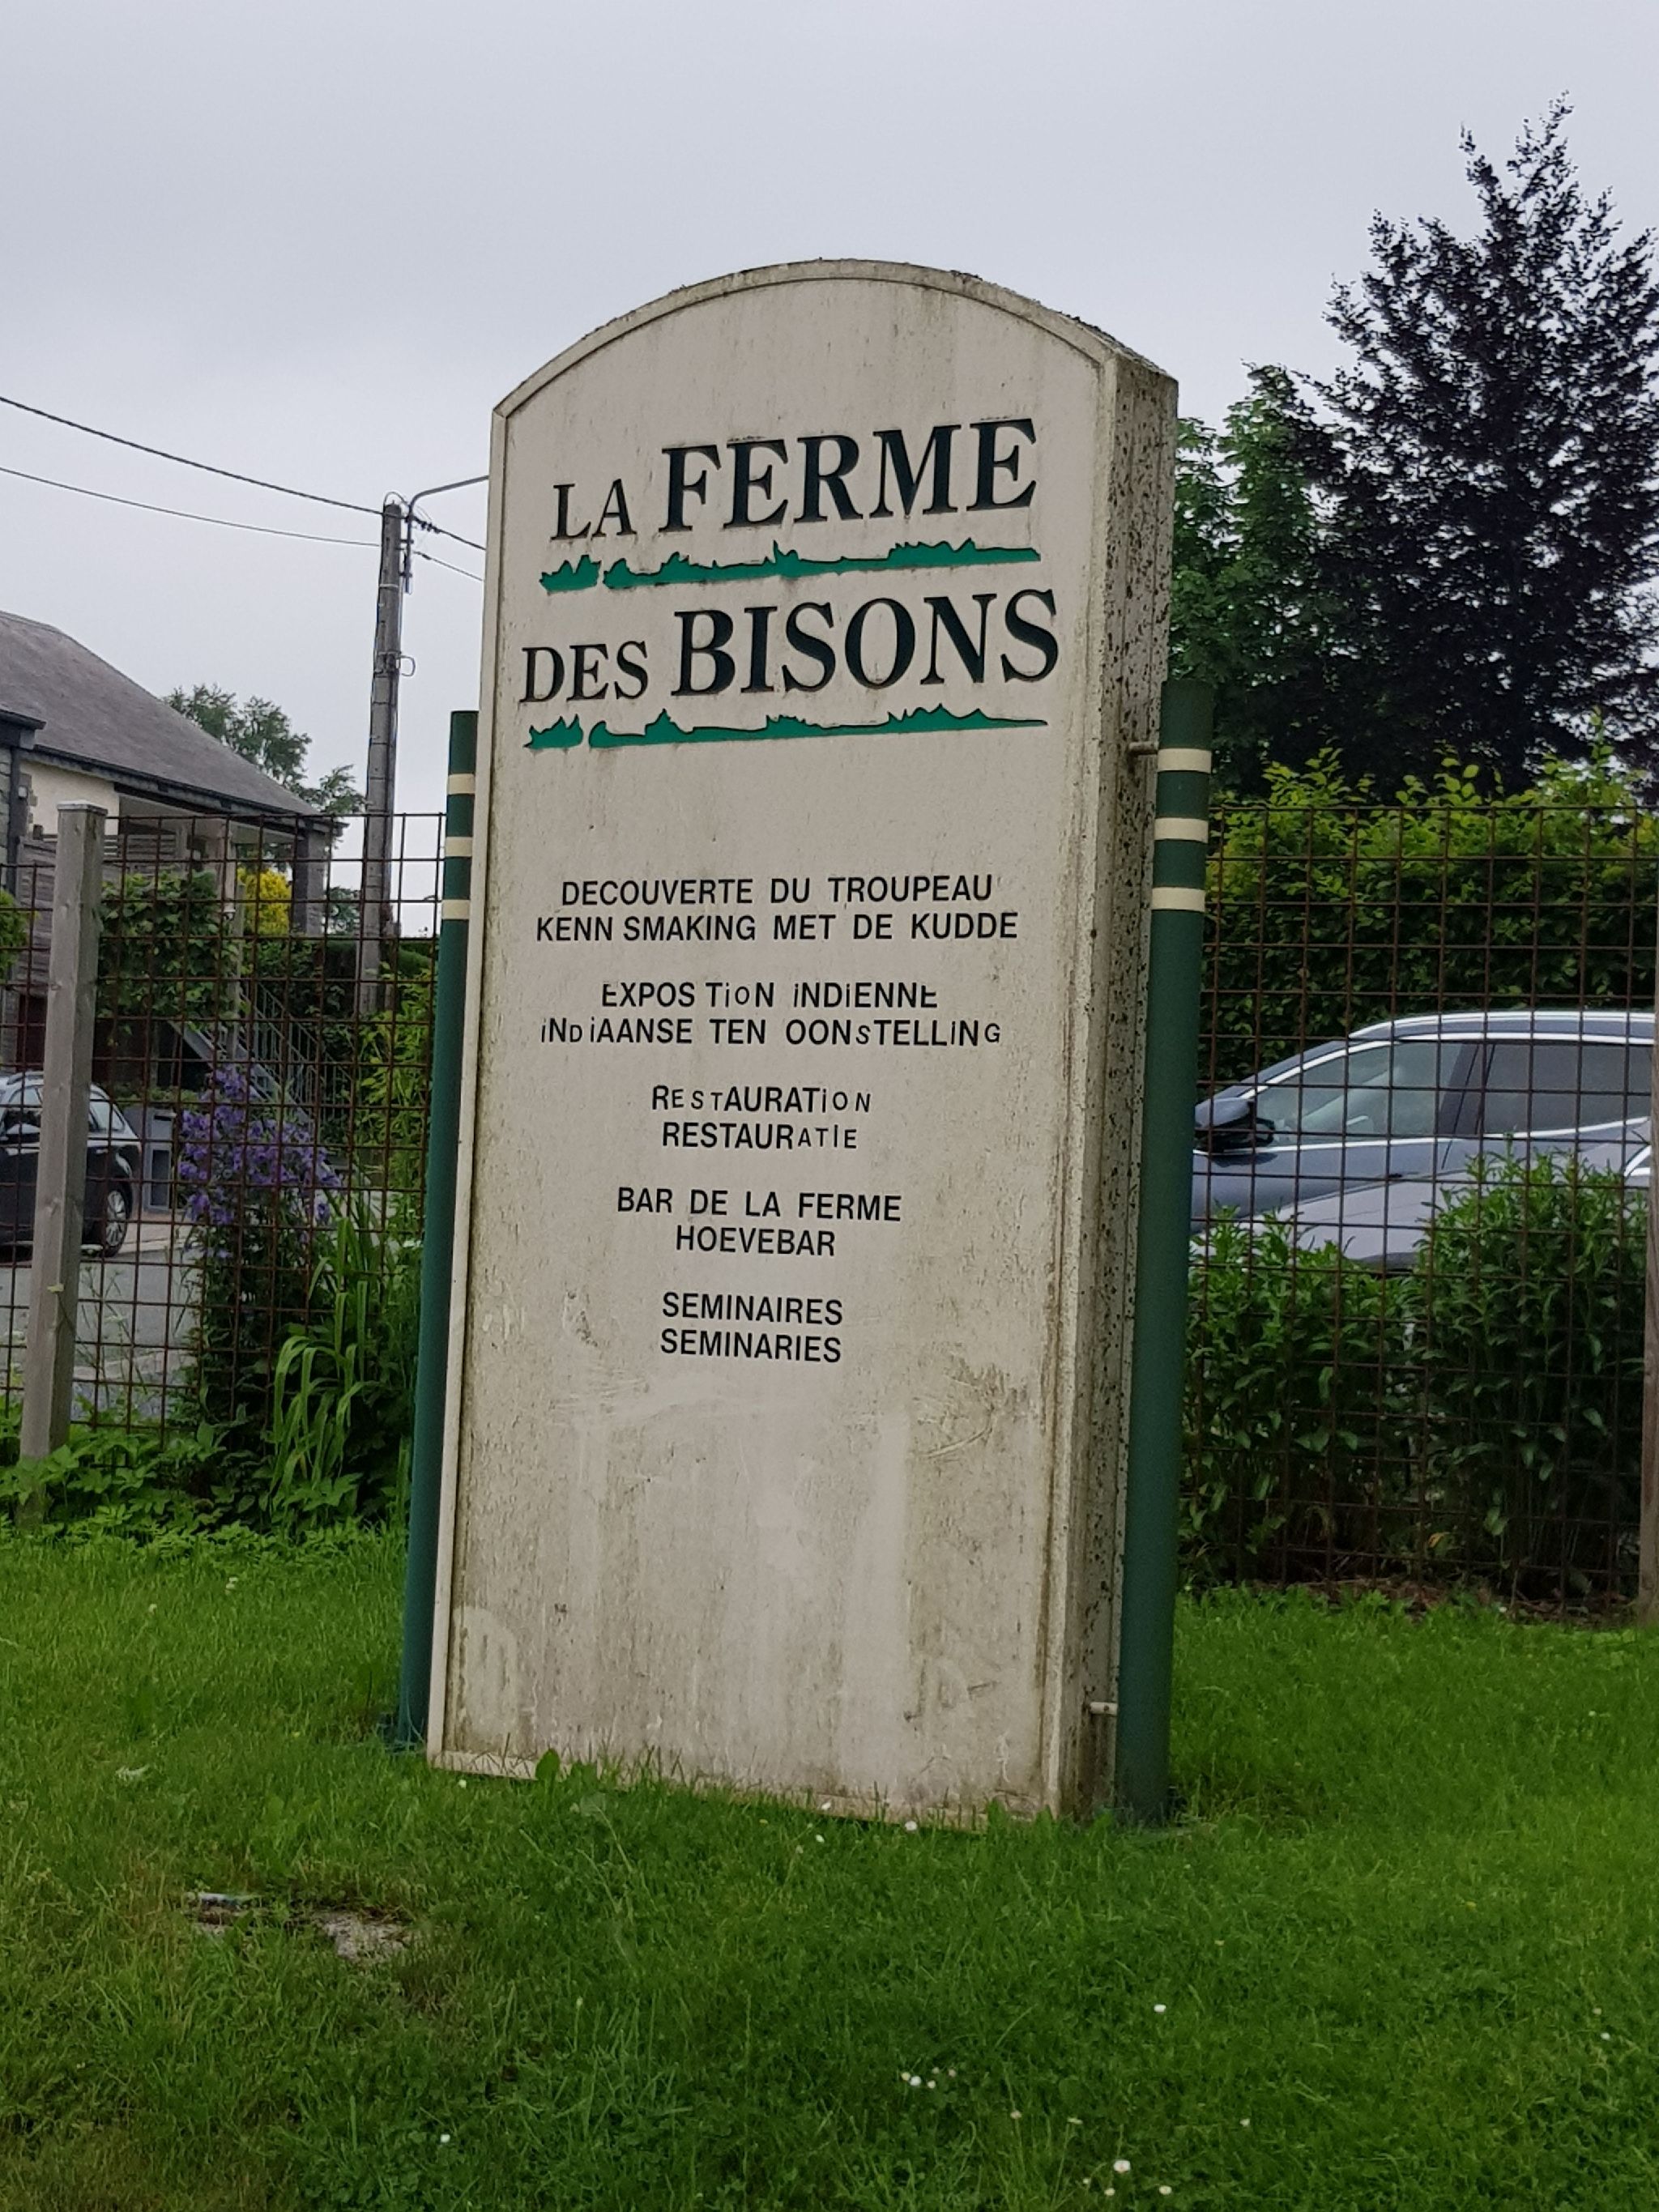 LA FERME
DES BISONS
DECOUVERTE DU TROUPEAU
KENN SMAKING MET DE KUDDE
EXPOS TiON iNDiENNE
iNDiAANSE TEN OONSTELLiNG
RESTAURATiON
RESTAURATIE
BAR DE LA FERME
HOEVEBAR
SEMINAIRES
SEMINARIES